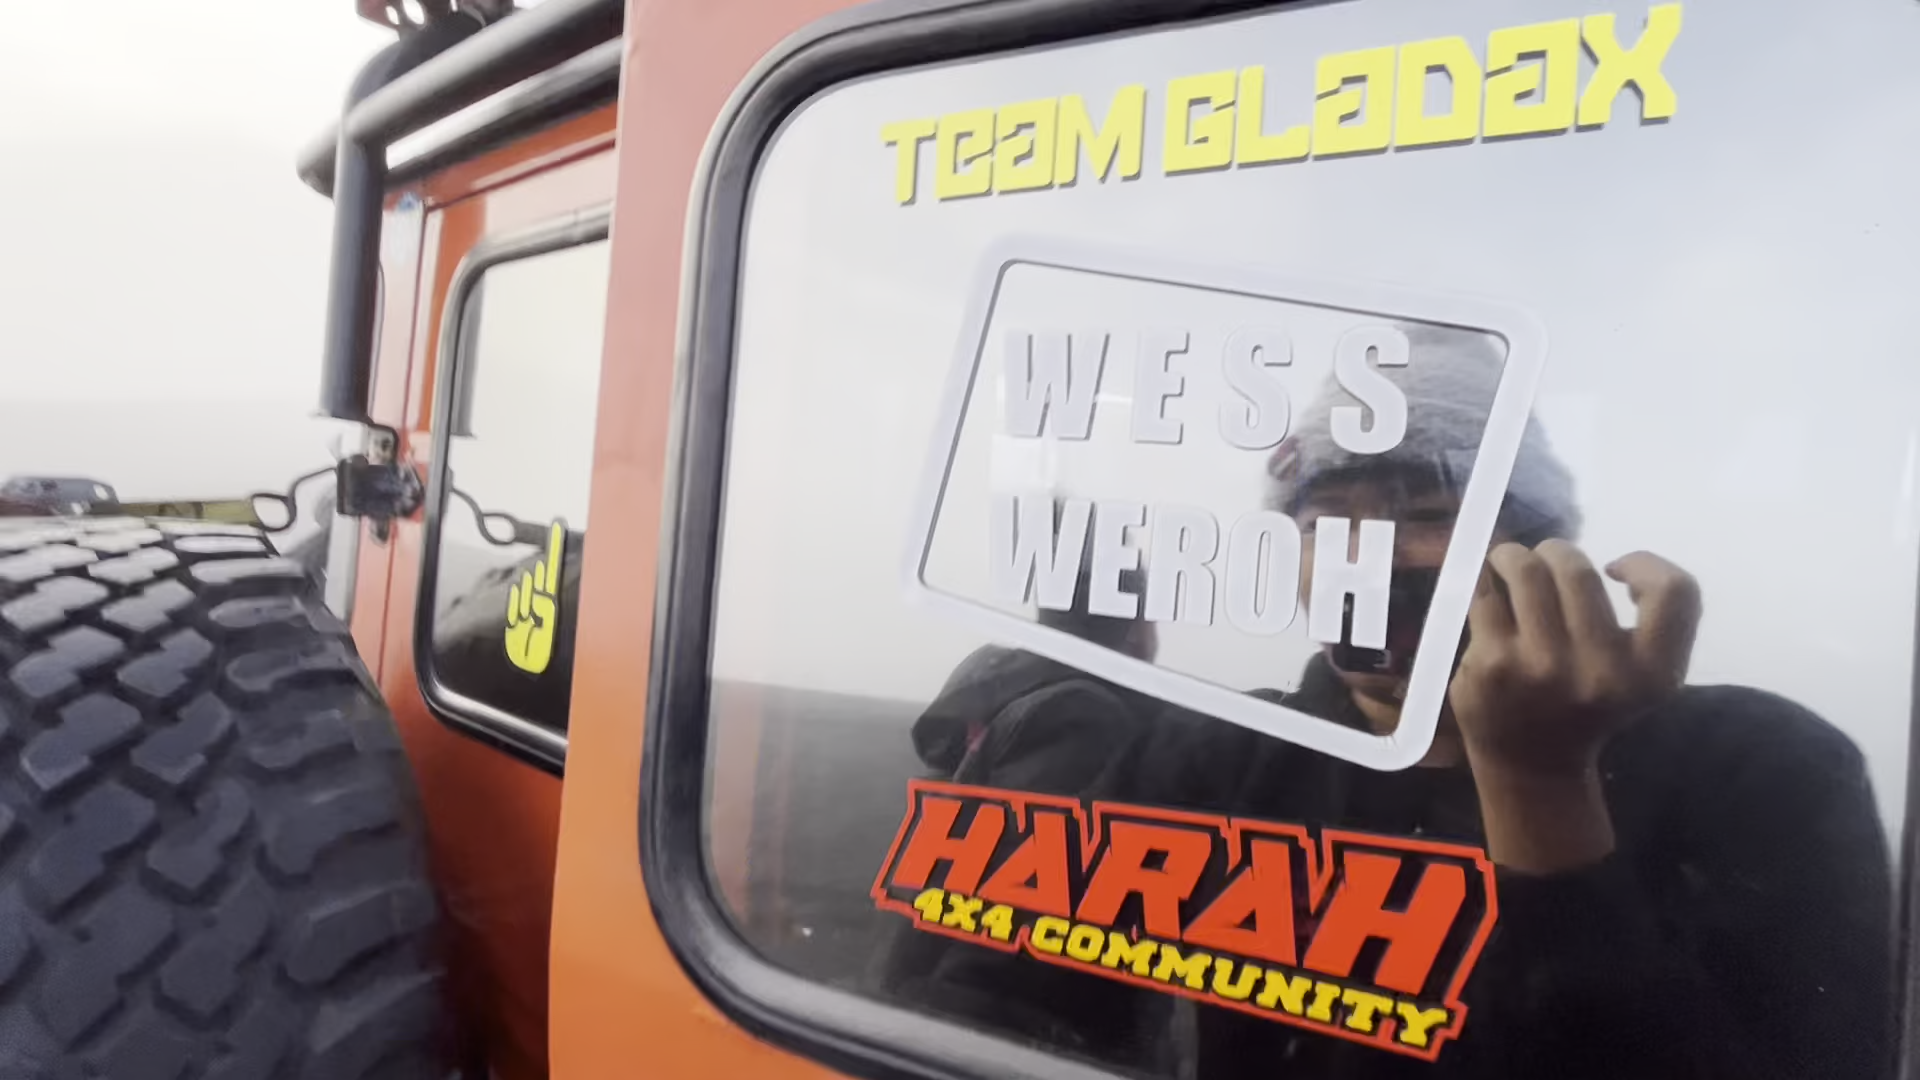 TEAM GLADAX
WESS
WEROH
HARAH
4X4 COMMUNITY